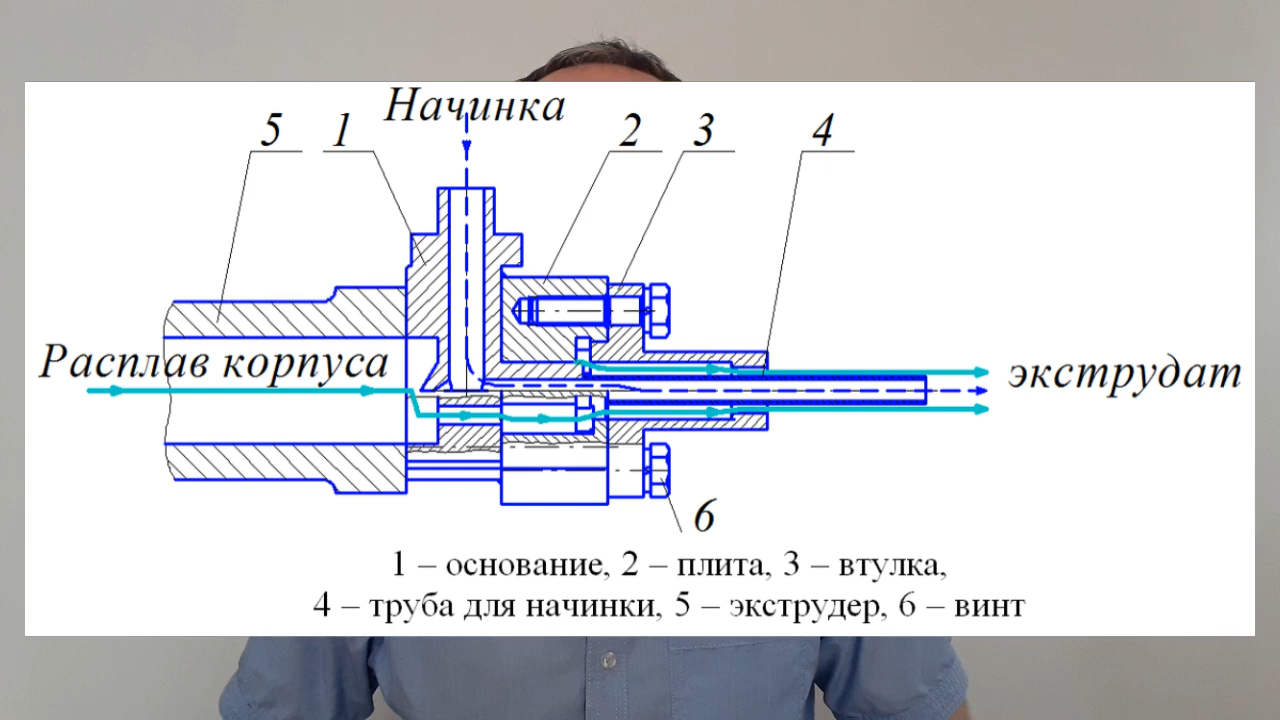 Начинка
5 1 2 3 4
Расплав корпуса
экструдат
6
1 – основание, 2 – плита, 3 – втулка,
4 – труба для начинки, 5 – экструдер, 6 – винт